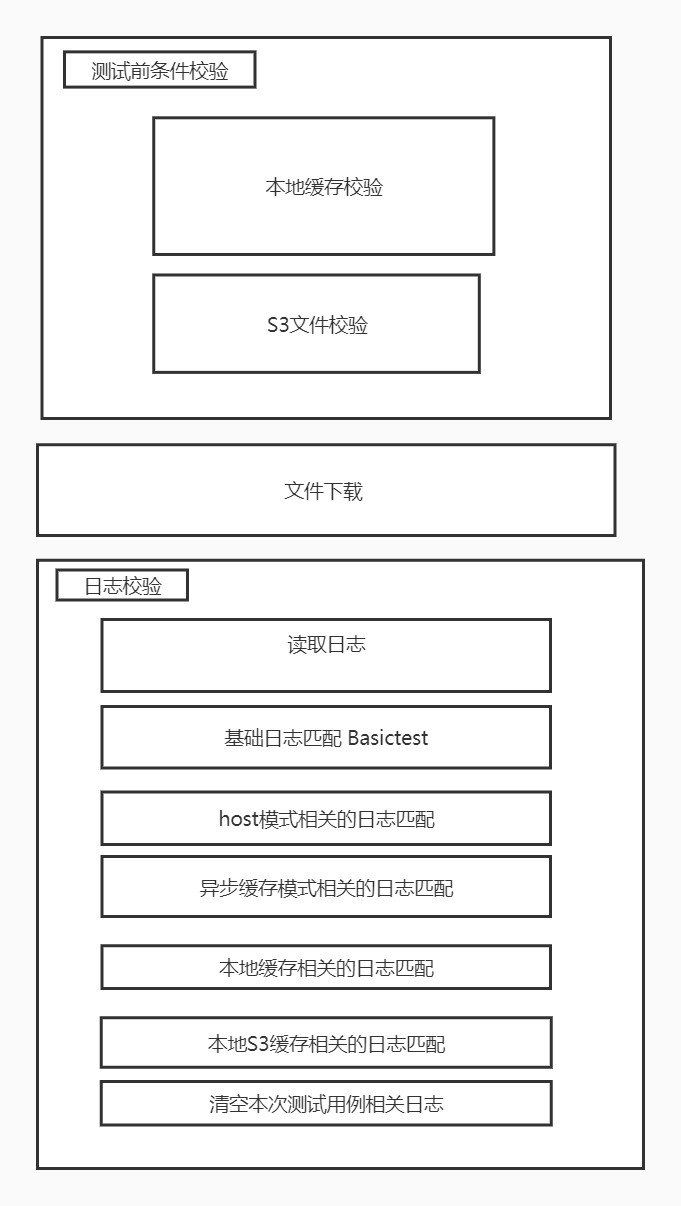 测试前条件校验
本地缓存校验
S3文件校验
文件下载
日志校验
读取日志
基础日志匹配 Basictest
host模式相关的日志匹配
异步缓存模式相关的日志匹配
本地缓存相关的日志匹配
本地S3缓存相关的日志匹配
清空本次测试用例相关日志